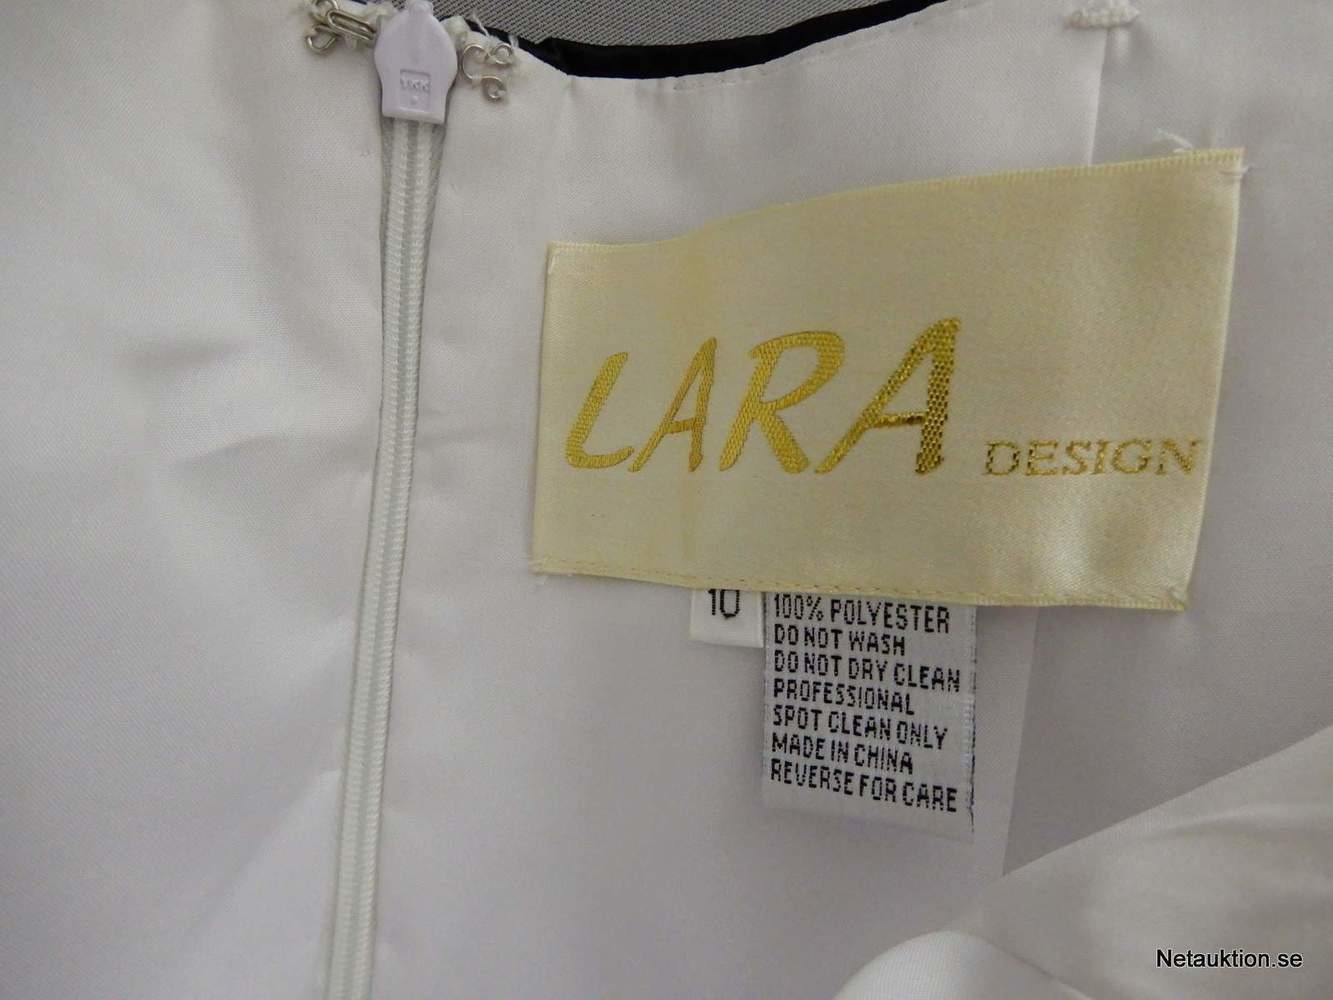 LARA DESIGN
10
100% POLYESTER
DO NOT WASH
DO NOT DRY CLEAN
PROFESSIONAL
SPOT CLEAN ONLY
MADE IN CHINA
REVERSE FOR CARE
Netauktion.se